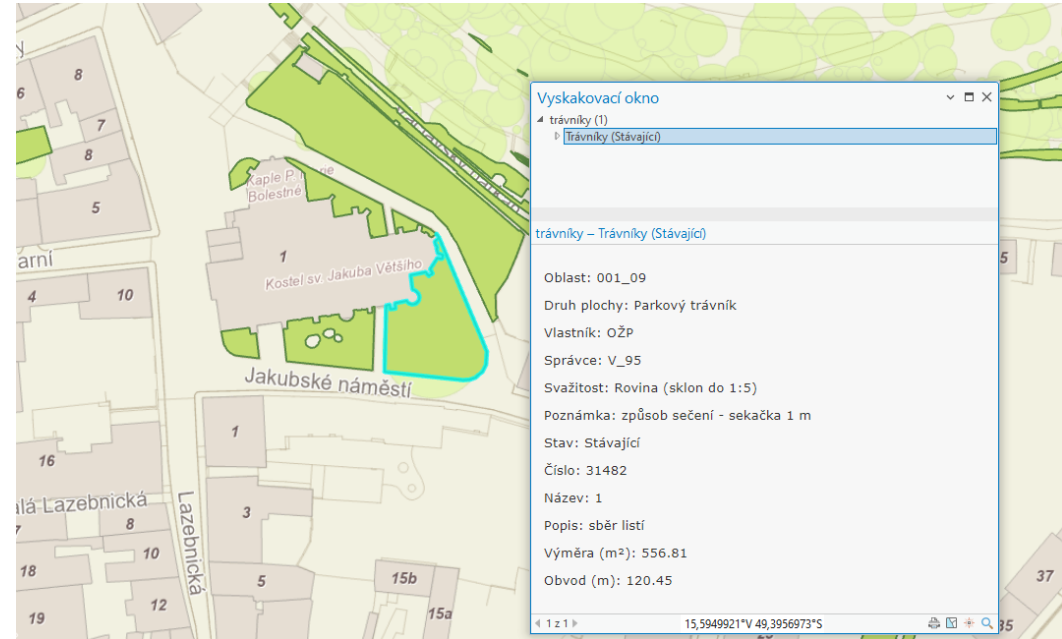 8
6
7
8
5
Kaple P. Marie
Bolestné
1
Kostel sv. Jakuba Většího
arní
4
10
Jakubské náměstí
1
16
alá Lazebnická
Lazebnická
8
3
10
18
5
15b
12
15a
19
5
37
35
Vyskakovací okno
trávníky (1)
Trávníky (Stávající)
trávníky – Trávníky (Stávající)
Oblast: 001_09
Druh plochy: Parkový trávník
Vlastník: OŽP
Správce: V_95
Svažitost: Rovina (sklon do 1:5)
Poznámka: způsob sečení - sekačka 1 m
Stav: Stávající
Číslo: 31482
Název: 1
Popis: sběr listí
Výměra (m²): 556.81
Obvod (m): 120.45
1 z 1
15,5949921°V 49,3956973°S